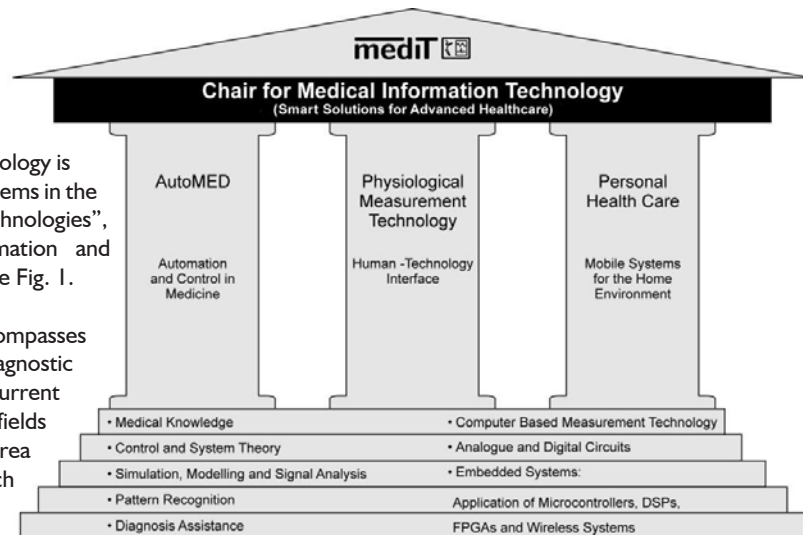 mediT
Chair for Medical Information Technology
(Smart Solutions for Advanced Healthcare)
ology is
ems in the
chnologies”,
mation and
e Fig. 1.
ompasses
agnostic
urrent
fields
rea
ch
AutoMED
Automation
and Control in
Medicine
Physiological
Measurement
Technology
Human -Technology
Interface
Personal
Health Care
Mobile Systems
for the Home
Environment
• Medical Knowledge
• Control and System Theory
• Simulation, Modelling and Signal Analysis
• Pattern Recognition
• Diagnosis Assistance
• Computer Based Measurement Technology
• Analogue and Digital Circuits
• Embedded Systems:
Application of Microcontrollers, DSPs,
FPGAs and Wireless Systems